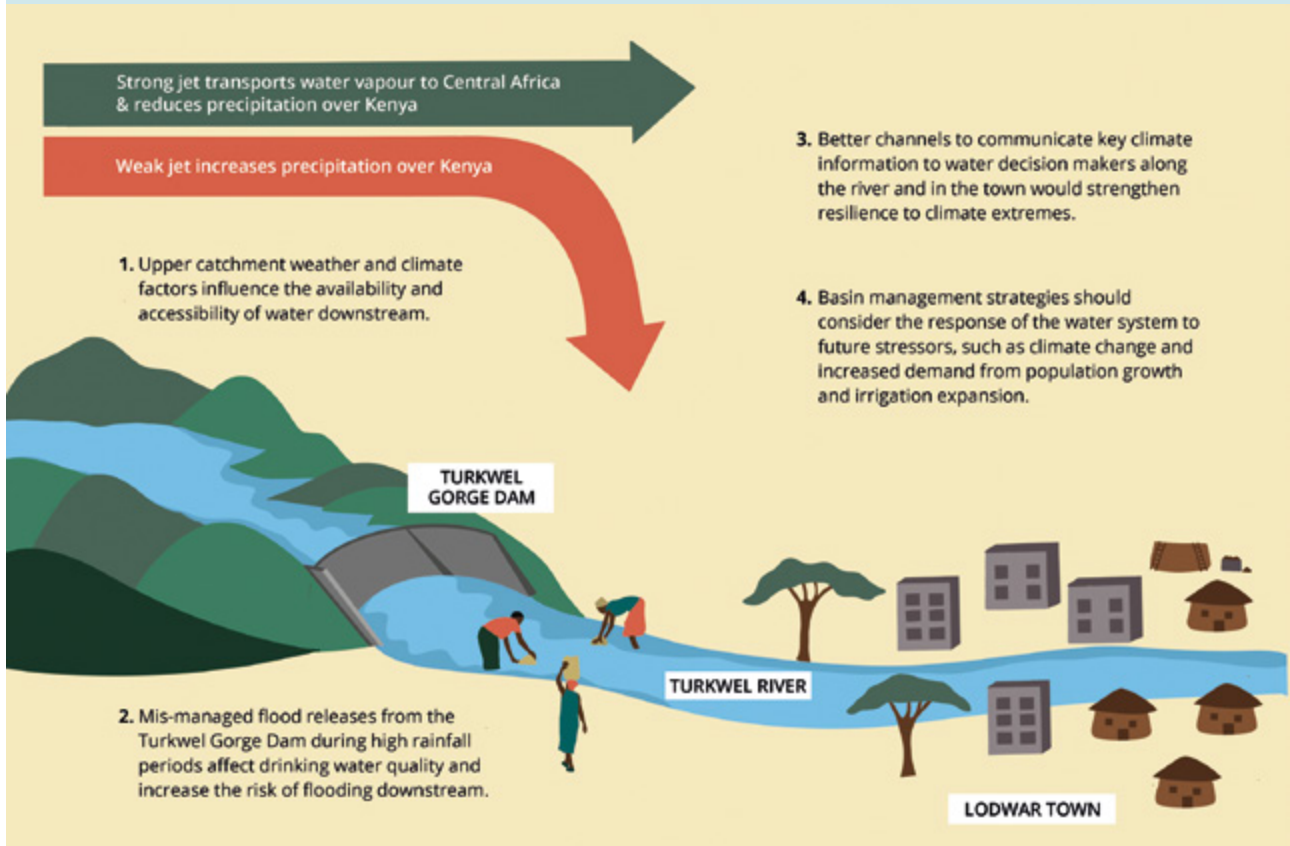 Strong jet transports water vapour to Central Africa
& reduces precipitation over Kenya
Weak jet increases precipitation over Kenya
1. Upper catchment weather and climate
factors influence the availability and
accessibility of water downstream.
3. Better channels to communicate key climate
information to water decision makers along
the river and in the town would strengthen
resilience to climate extremes.
4. Basin management strategies should
consider the response of the water system to
future stressors, such as climate change and
increased demand from population growth
and irrigation expansion.
TURKWEL
GORGE DAM
TURKWEL RIVER
2. Mis-managed flood releases from the
Turkwel Gorge Dam during high rainfall
periods affect drinking water quality and
increase the risk of flooding downstream.
LODWAR TOWN